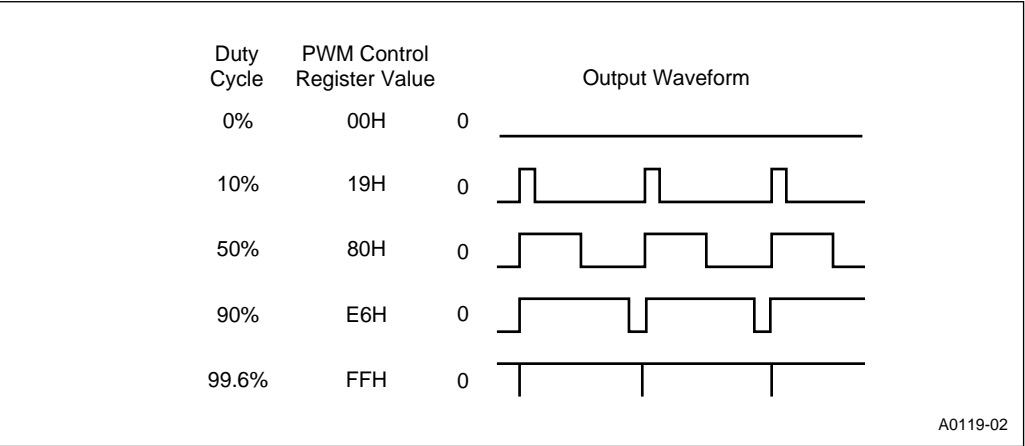 Duty Cycle PWM Control Register Value Output Waveform
0% 00H 0
10% 19H 0
50% 80H 0
90% E6H 0
99.6% FFH 0
A0119-02